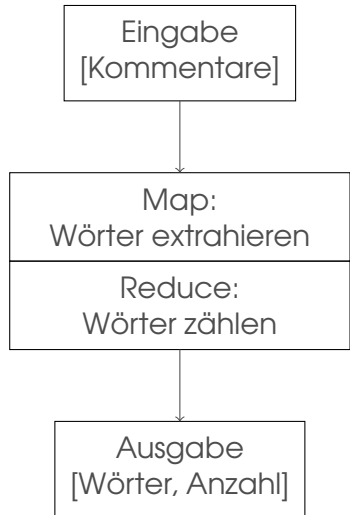 Eingabe
[Kommentare]
Map:
Wörter extrahieren
Reduce:
Wörter zählen
Ausgabe
[Wörter, Anzahl]